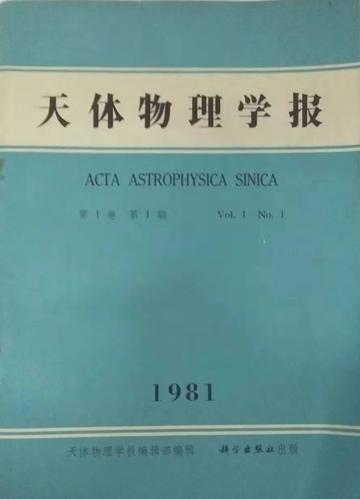 天体物理学报
ACTA ASTROPHYSICA SINICA
第1卷 第1期 Vol. 1 No. 1
1981
天体物理学报编辑部编辑 科学出版社出版